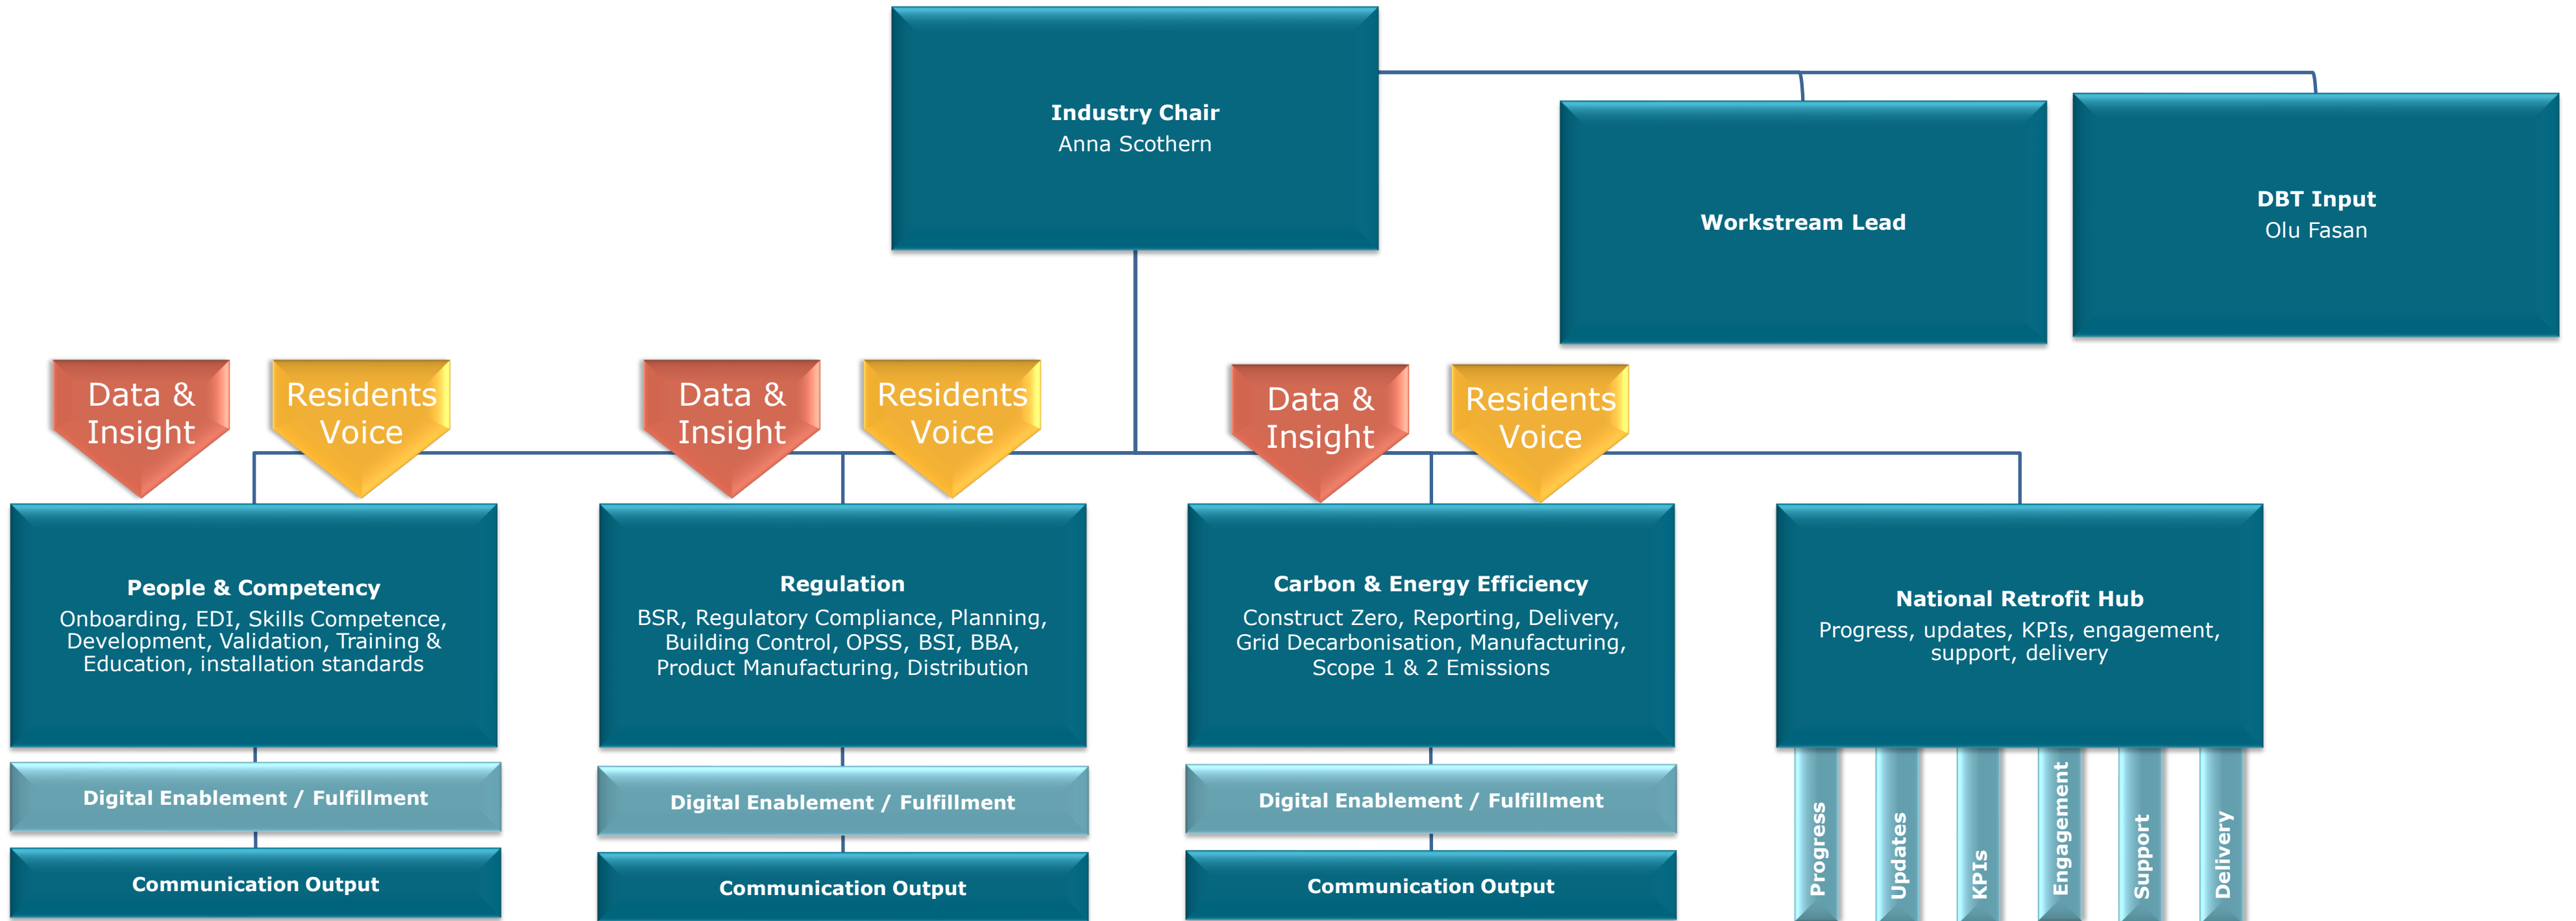 Industry Chair
Anna Scothern
Workstream Lead
DBT Input
Olu Fasan
Data &
Insight
Residents
Voice
Data &
Insight
Residents
Voice
Data &
Insight
Residents
Voice
People & Competency
Onboarding, EDI, Skills Competence,
Development, Validation, Training &
Education, installation standards
Regulation
BSR, Regulatory Compliance, Planning,
Building Control, OPSS, BSI, BBA,
Product Manufacturing, Distribution
Carbon & Energy Efficiency
Construct Zero, Reporting, Delivery,
Grid Decarbonisation, Manufacturing,
Scope 1 & 2 Emissions
National Retrofit Hub
Progress, updates, KPIs, engagement,
support, delivery
Digital Enablement / Fulfillment
Digital Enablement / Fulfillment
Digital Enablement / Fulfillment
Communication Output
Communication Output
Communication Output
Progress
Updates
KPIs
Engagement
Support
Delivery